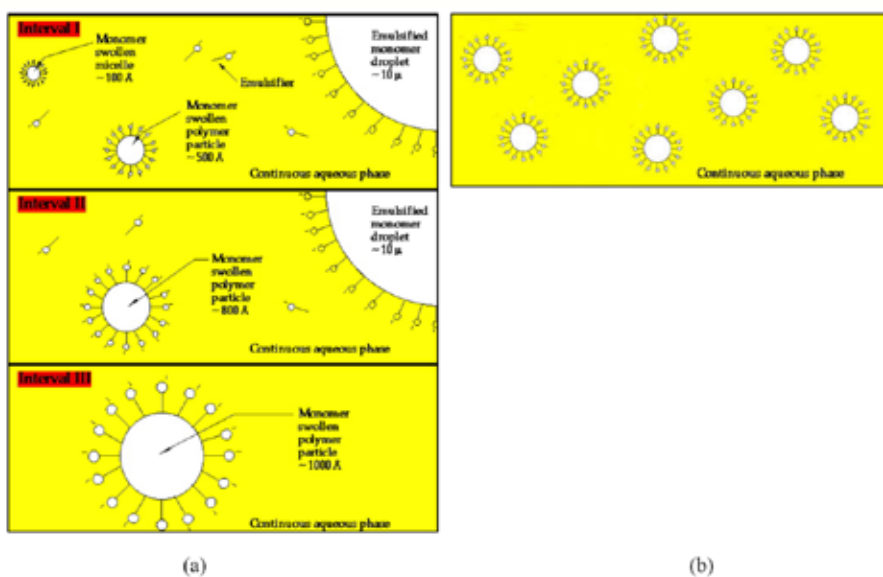 Interval I
Monomer
swollen
micelle
~100 A
Emulsifier
Emulsified
monomer
droplet
~10 μ
Monomer
swollen
polymer
particle
~500 A
Continuous aqueous phase
Interval II
Emulsified
monomer
droplet
~10 μ
Monomer
swollen
polymer
particle
~800 A
Continuous aqueous phase
Interval III
Monomer
swollen
polymer
particle
~1000 A
Continuous aqueous phase
(a)
Continuous aqueous phase
(b)